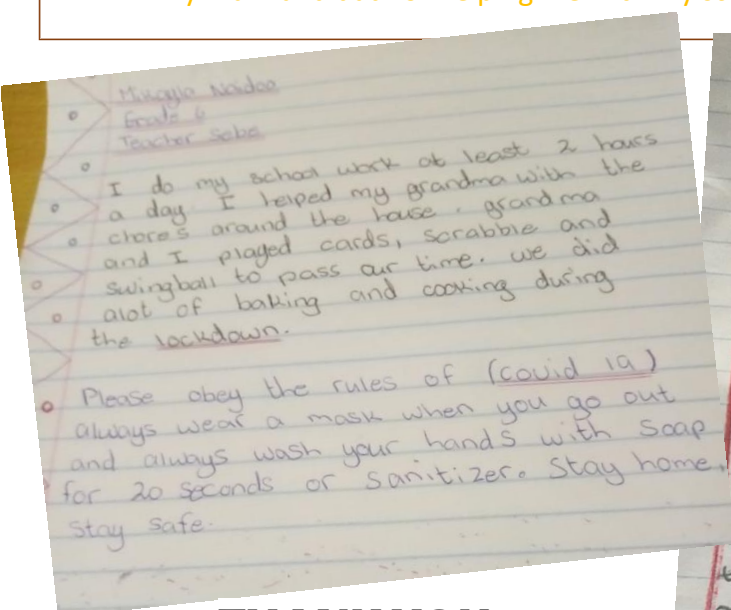 Mikayla Naidoo
Grade 6
Teacher Sebe
I do my school work at least 2 hours
a day I helped my grandma with the
chores around the house. grandma
and I played cards, scrabble and
swingball to pass our time. we did
alot of baking and cooking during
the lockdown.
Please obey the rules of (covid 19)
always wear a mask when you go out
and always wash your hands with soap
for 20 seconds or sanitizer. Stay home.
Stay safe.